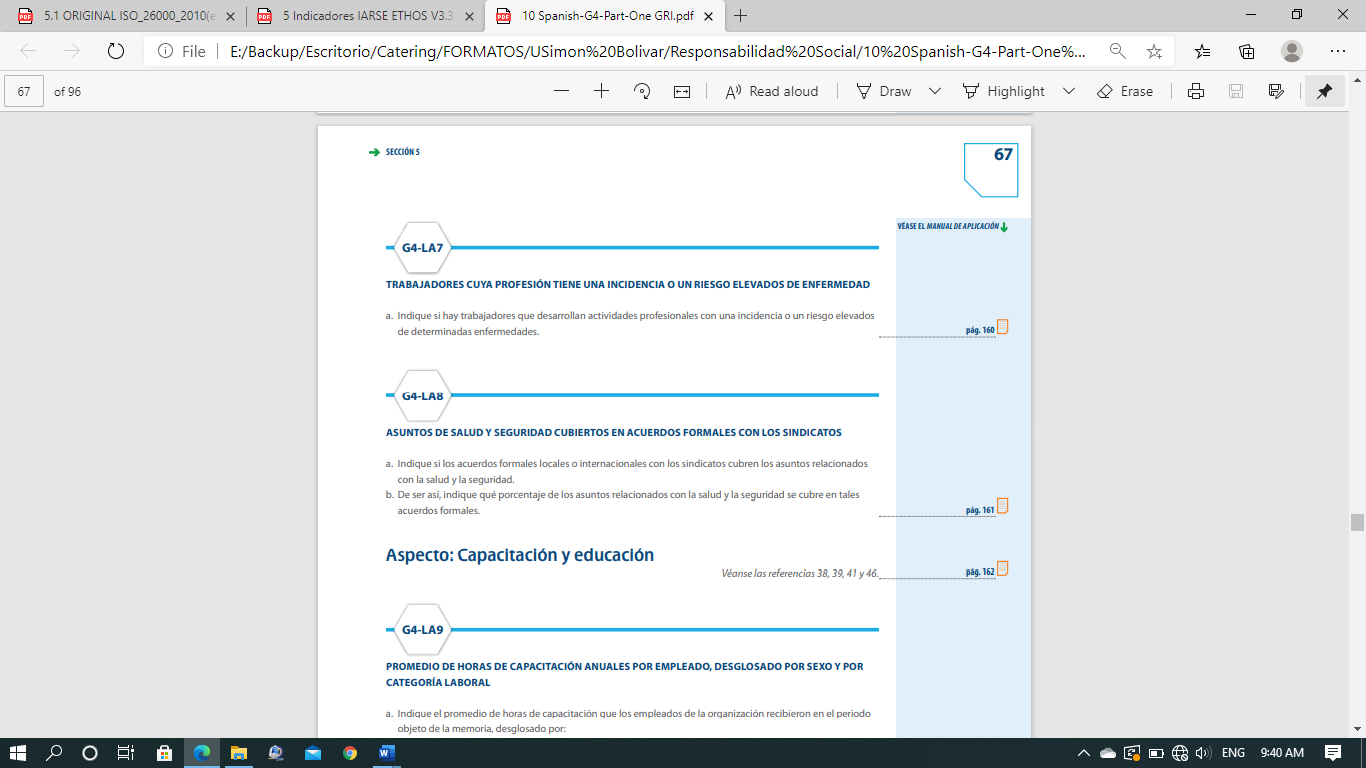 5.1 ORIGINAL ISO_26000_2010(e
5 Indicadores IARSE ETHOS V3.3
10 Spanish-G4-Part-One GRI.pdf
File
E:/Backup/Escritorio/Catering/FORMATOS/USimon%20Bolivar/Responsabilidad%20Social/10%20Spanish-G4-Part-One%...
67 of 96
Read aloud
Draw
Highlight
Erase
SECCIÓN 5
67
VÉASE EL MANUAL DE APLICACIÓN
G4-LA7
TRABAJADORES CUYA PROFESIÓN TIENE UNA INCIDENCIA O UN RIESGO ELEVADOS DE ENFERMEDAD
a. Indique si hay trabajadores que desarrollan actividades profesionales con una incidencia o un riesgo elevados
de determinadas enfermedades.
pág. 160
G4-LA8
ASUNTOS DE SALUD Y SEGURIDAD CUBIERTOS EN ACUERDOS FORMALES CON LOS SINDICATOS
a. Indique si los acuerdos formales locales o internacionales con los sindicatos cubren los asuntos relacionados
con la salud y la seguridad.
b. De ser así, indique qué porcentaje de los asuntos relacionados con la salud y la seguridad se cubre en tales
acuerdos formales.
pág. 161
Aspecto: Capacitación y educación
Véanse las referencias 38, 39, 41 y 46.
pág. 162
G4-LA9
PROMEDIO DE HORAS DE CAPACITACIÓN ANUALES POR EMPLEADO, DESGLOSADO POR SEXO Y POR
CATEGORÍA LABORAL
a. Indique el promedio de horas de capacitación que los empleados de la organización recibieron en el periodo
objeto de la memoria, desglosado por:
ENG
9:40 AM